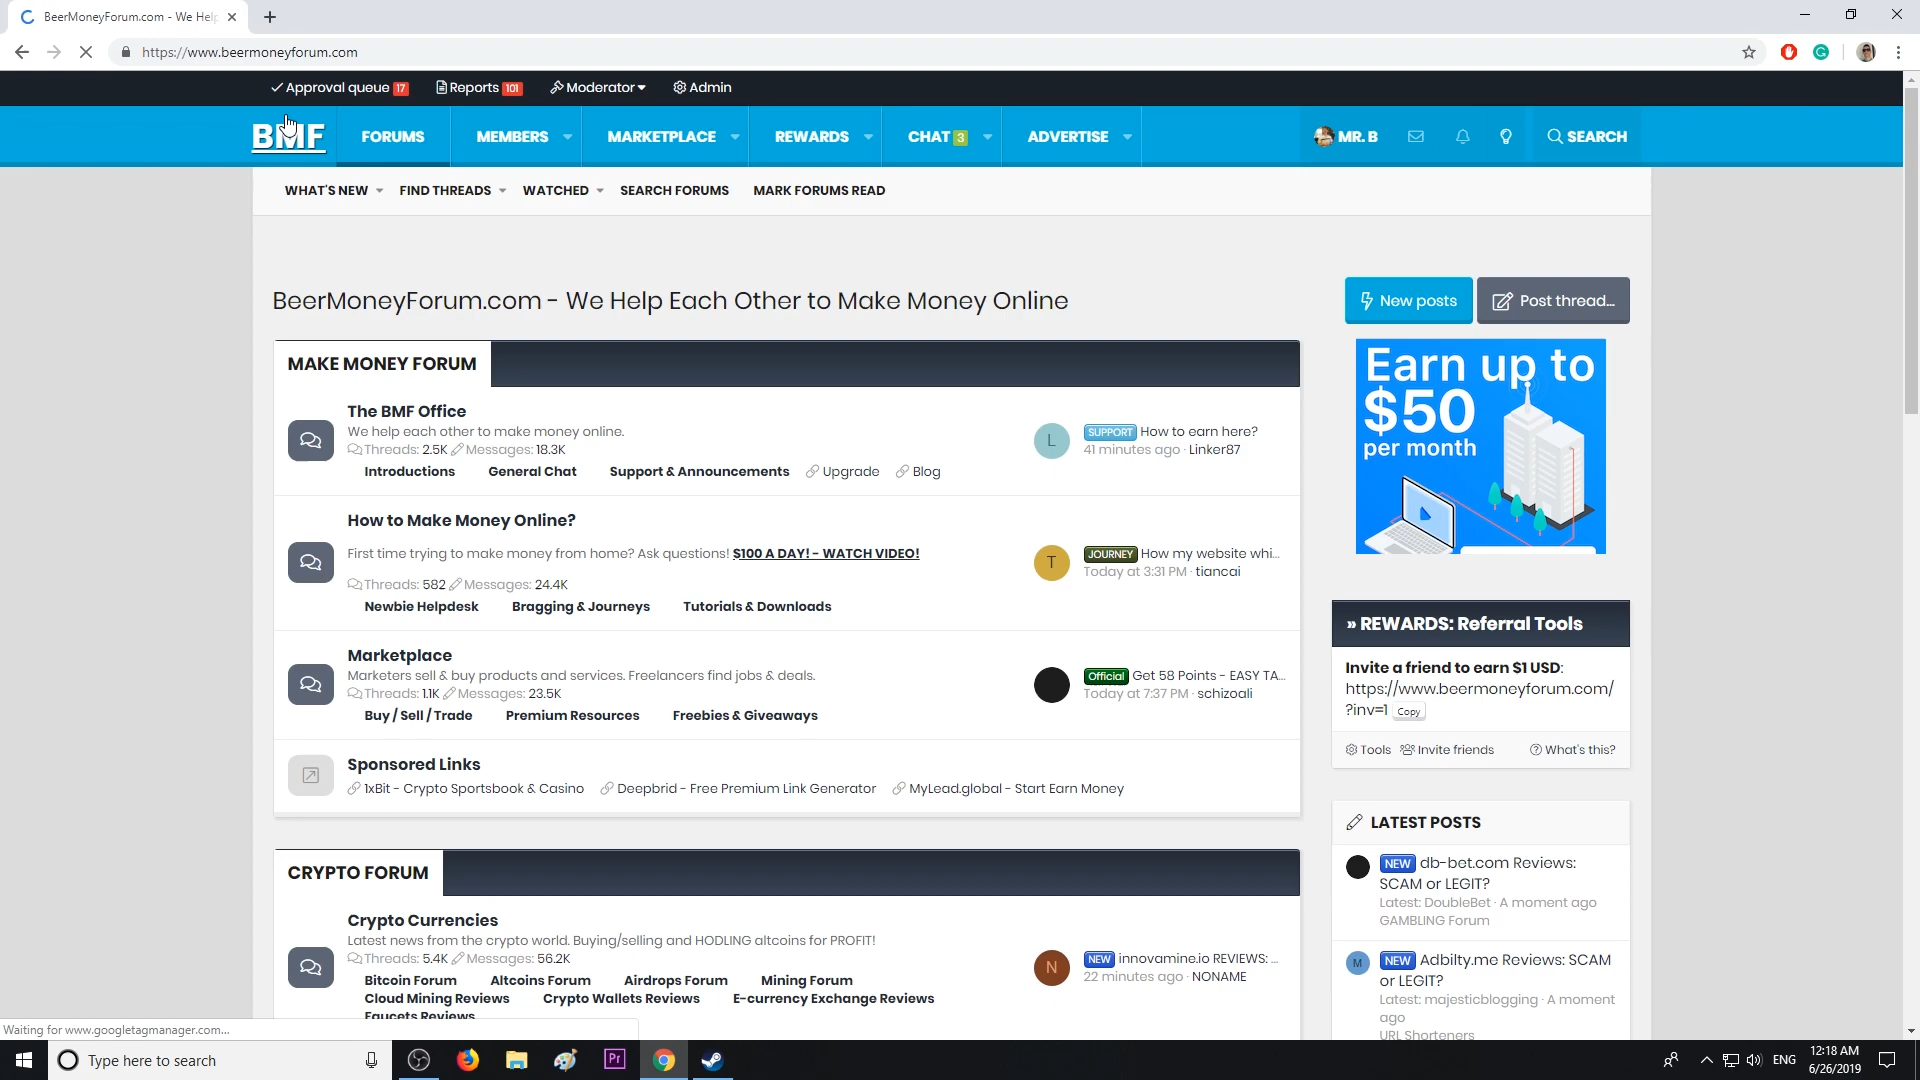 BeerMoneyForum.com - We Help
https://www.beermoneyforum.com
Approval queue 17 Reports 101 Moderator Admin
BMF FORUMS MEMBERS MARKETPLACE REWARDS CHAT 3 ADVERTISE MR. B SEARCH
WHAT'S NEW FIND THREADS WATCHED SEARCH FORUMS MARK FORUMS READ
BeerMoneyForum.com - We Help Each Other to Make Money Online
New posts Post thread...
MAKE MONEY FORUM
The BMF Office
We help each other to make money online.
Threads: 2.5K Messages: 18.3K
Introductions General Chat Support & Announcements Upgrade Blog
L
SUPPORT How to earn here?
41 minutes ago · Linker87
How to Make Money Online?
First time trying to make money from home? Ask questions! $100 A DAY! - WATCH VIDEO!
Threads: 582 Messages: 24.4K
Newbie Helpdesk Bragging & Journeys Tutorials & Downloads
T
JOURNEY How my website whi...
Today at 3:31 PM · tiancai
Marketplace
Marketers sell & buy products and services. Freelancers find jobs & deals.
Threads: 1.1K Messages: 23.5K
Buy / Sell / Trade Premium Resources Freebies & Giveaways
Official Get 58 Points - EASY TA...
Today at 7:37 PM · schizoali
Sponsored Links
1xBit - Crypto Sportsbook & Casino Deepbrid - Free Premium Link Generator MyLead.global - Start Earn Money
CRYPTO FORUM
Crypto Currencies
Latest news from the crypto world. Buying/selling and HODLING altcoins for PROFIT!
Threads: 5.4K Messages: 56.2K
Bitcoin Forum Altcoins Forum Airdrops Forum Mining Forum
Cloud Mining Reviews Crypto Wallets Reviews E-currency Exchange Reviews
Faucets Reviews
N
NEW innovamine.io REVIEWS: ...
22 minutes ago · NONAME
Earn up to
$50
per month
» REWARDS: Referral Tools
Invite a friend to earn $1 USD:
https://www.beermoneyforum.com/
?inv=1 Copy
Tools Invite friends What's this?
LATEST POSTS
NEW db-bet.com Reviews:
SCAM or LEGIT?
Latest: DoubleBet · A moment ago
GAMBLING Forum
M
NEW Adbilty.me Reviews: SCAM
or LEGIT?
Latest: majesticblogging · A moment
ago
URL Shorteners
Waiting for www.googletagmanager.com...
Type here to search
Pr
ENG
12:18 AM
6/26/2019